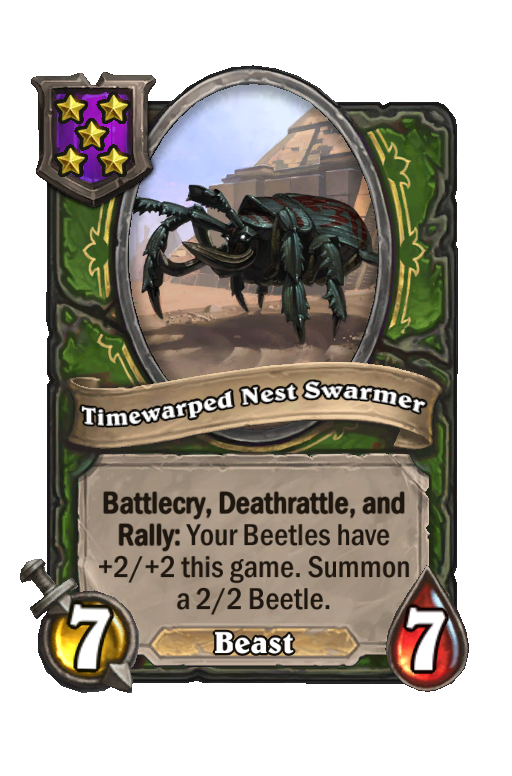 Timewarped Nest Swarmer
Battlecry, Deathrattle, and
Rally: Your Beetles have
+2/+2 this game. Summon
a 2/2 Beetle.
7
Beast
7